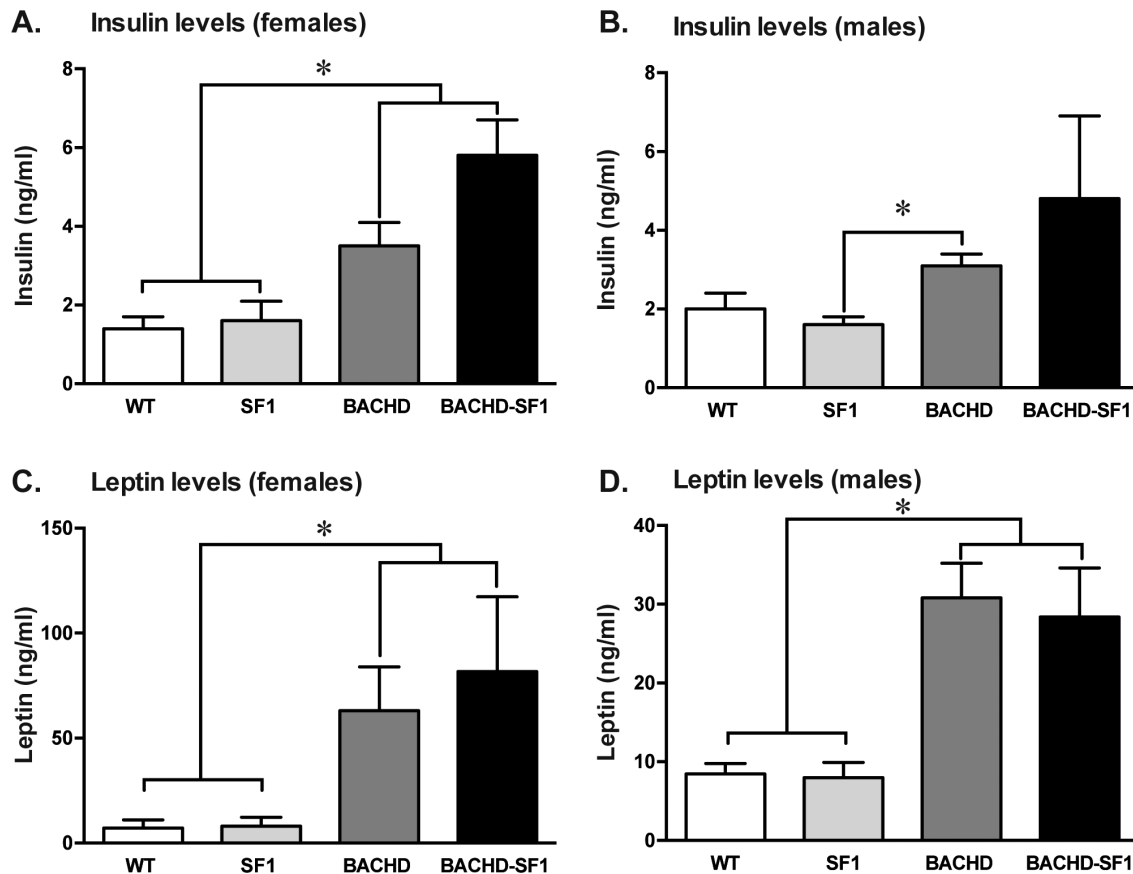 A. Insulin levels (females)
*
Insulin (ng/ml)
8
6
4
2
0
WT SF1 BACHD BACHD-SF1
B. Insulin levels (males)
*
Insulin (ng/ml)
8
6
4
2
0
WT SF1 BACHD BACHD-SF1
C. Leptin levels (females)
*
Leptin (ng/ml)
150
100
50
0
WT SF1 BACHD BACHD-SF1
D. Leptin levels (males)
*
Leptin (ng/ml)
40
30
20
10
0
WT SF1 BACHD BACHD-SF1